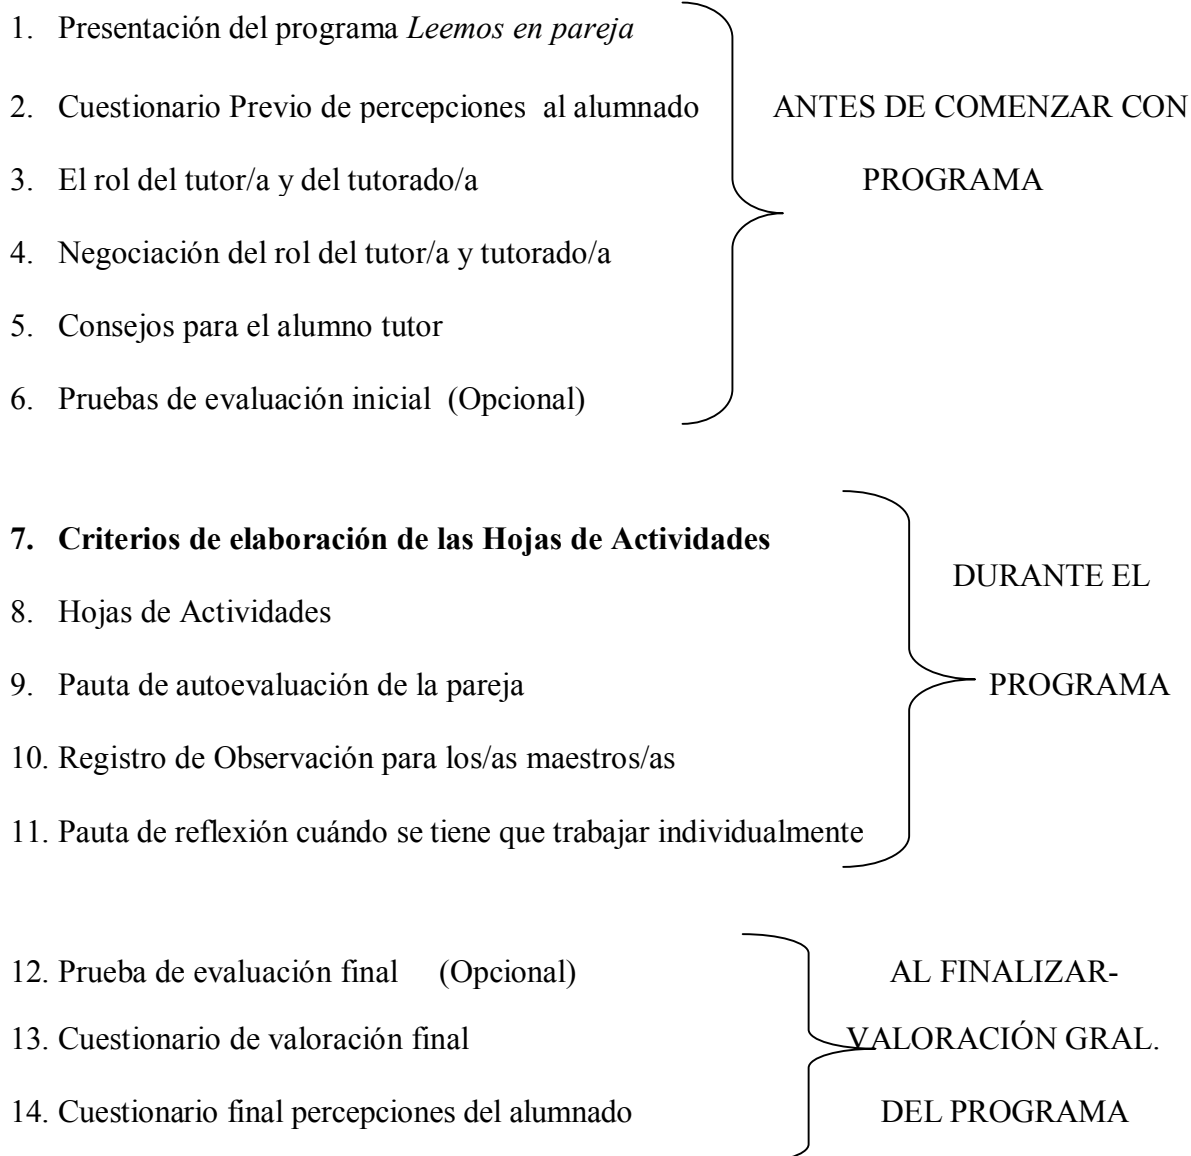 1. Presentación del programa Leemos en pareja
2. Cuestionario Previo de percepciones al alumnado
3. El rol del tutor/a y del tutorado/a
4. Negociación del rol del tutor/a y tutorado/a
5. Consejos para el alumno tutor
6. Pruebas de evaluación inicial (Opcional)
ANTES DE COMENZAR CON
PROGRAMA
7. Criterios de elaboración de las Hojas de Actividades
8. Hojas de Actividades
9. Pauta de autoevaluación de la pareja
10. Registro de Observación para los/as maestros/as
11. Pauta de reflexión cuándo se tiene que trabajar individualmente
DURANTE EL
PROGRAMA
12. Prueba de evaluación final (Opcional)
13. Cuestionario de valoración final
14. Cuestionario final percepciones del alumnado
AL FINALIZAR-
VALORACIÓN GRAL.
DEL PROGRAMA